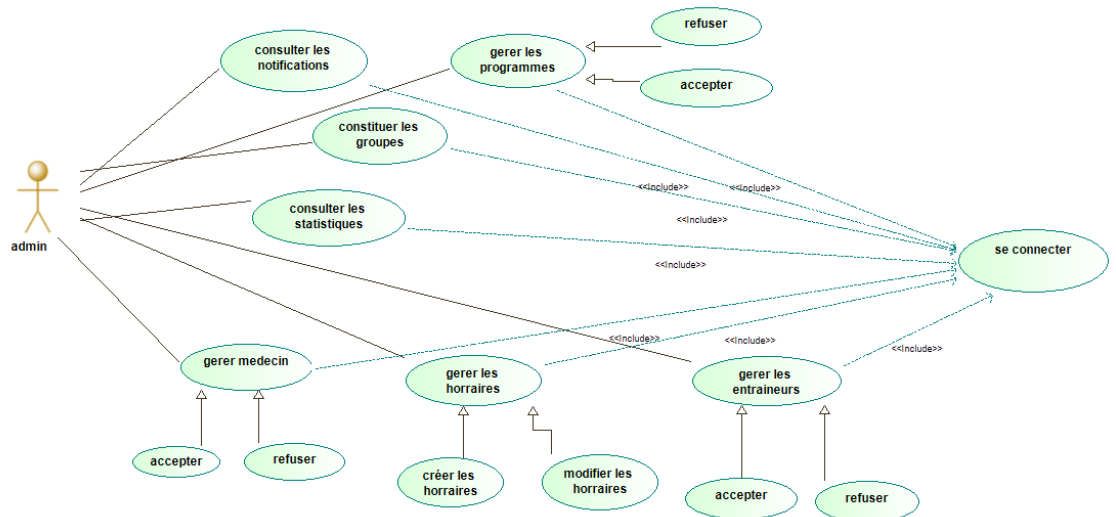 refuser
consulter les
notifications
gerer les
programmes
accepter
constituer les
groupes
<<Include>>
<<Include>>
consulter les
statistiques
<<Include>>
admin
se connecter
<<Include>>
<<Include>>
<<Include>>
<<Include>>
gerer medecin
gerer les
horraires
gerer les
entraineurs
accepter
refuser
créer les
horraires
modifier les
horraires
accepter
refuser